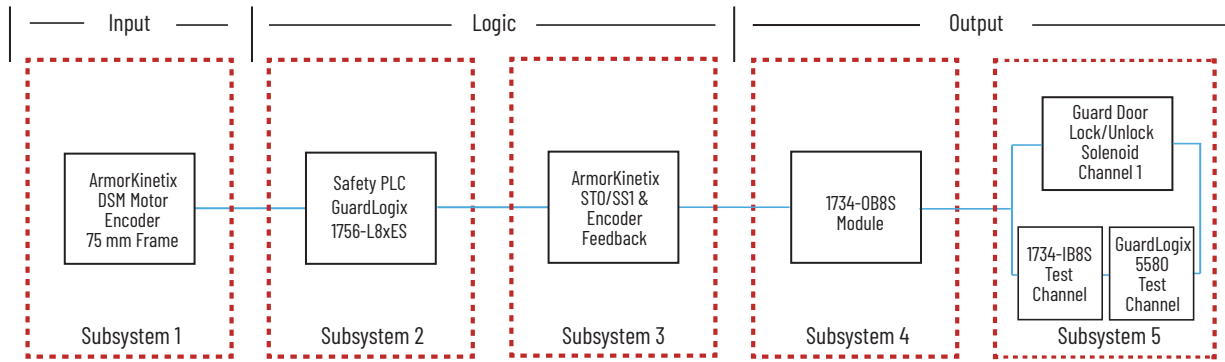 Input
Logic
Output
ArmorKinetix
DSM Motor
Encoder
75 mm Frame
Subsystem 1
Safety PLC
GuardLogix
1756-L8xES
Subsystem 2
ArmorKinetix
STO/SS1 &
Encoder
Feedback
Subsystem 3
1734-OB8S
Module
Subsystem 4
Guard Door
Lock/Unlock
Solenoid
Channel 1
1734-IB8S
Test
Channel
GuardLogix
5580
Test
Channel
Subsystem 5